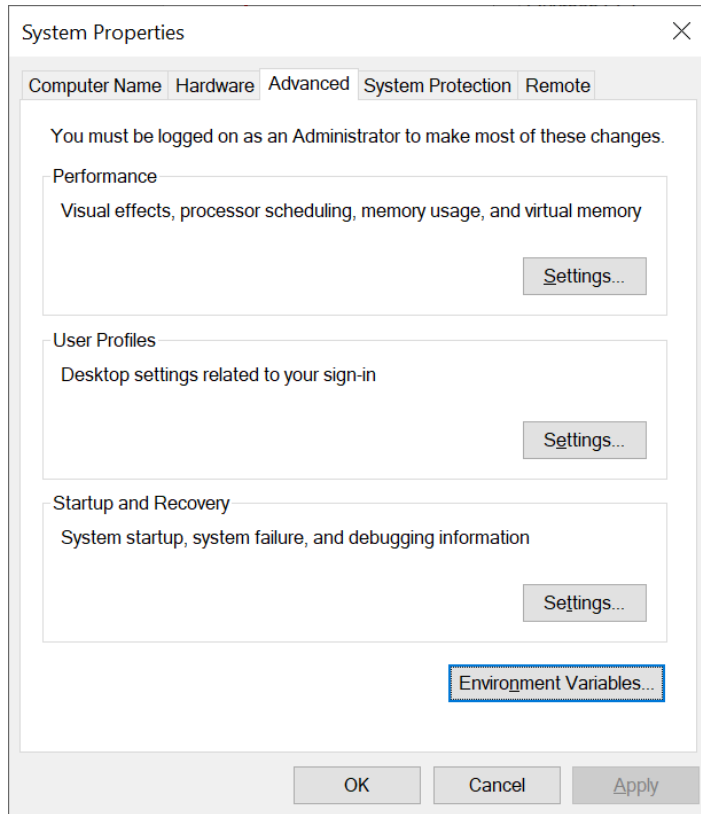 System Properties
Computer Name Hardware Advanced System Protection Remote
You must be logged on as an Administrator to make most of these changes.
Performance
Visual effects, processor scheduling, memory usage, and virtual memory
Settings...
User Profiles
Desktop settings related to your sign-in
Settings...
Startup and Recovery
System startup, system failure, and debugging information
Settings...
Environment Variables...
OK Cancel Apply